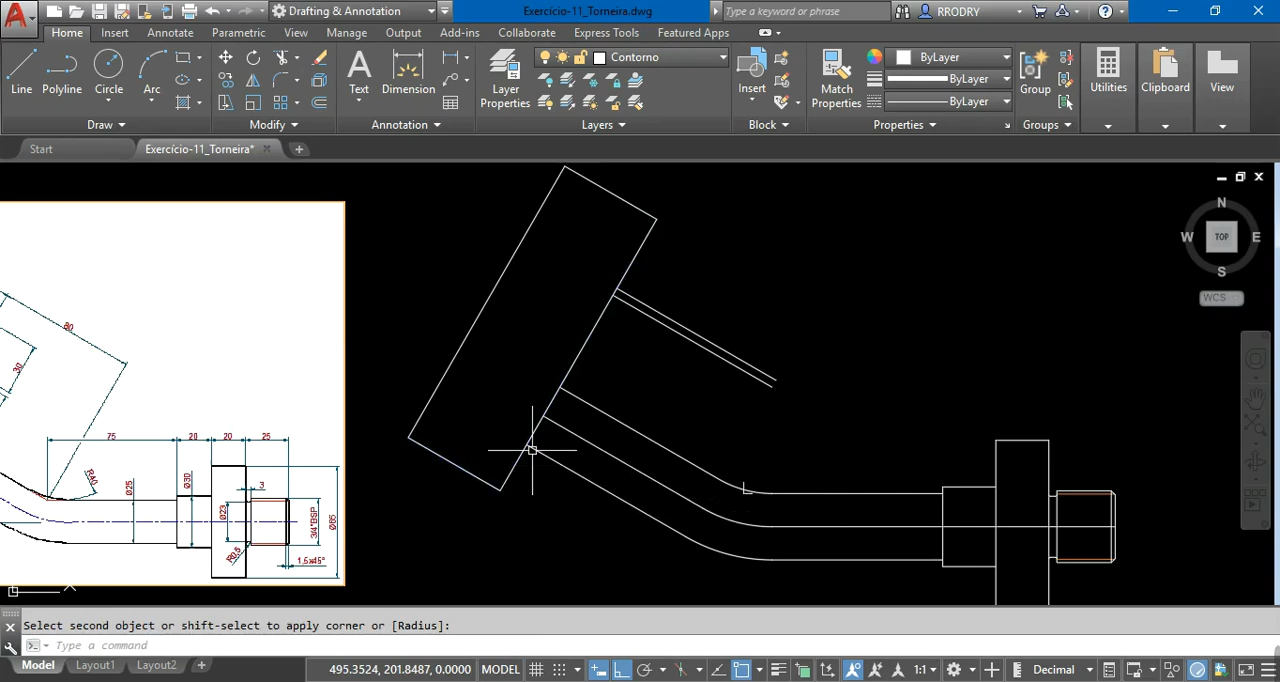 Drafting & Annotation
Exercício-11_Torneira.dwg
Type a keyword or phrase
RRODRY
Home
Insert
Annotate
Parametric
View
Manage
Output
Add-ins
Collaborate
Express Tools
Featured Apps
Contorno
ByLayer
ByLayer
ByLayer
Line
Polyline
Circle
Arc
Text
Dimension
Layer
Properties
Insert
Match
Properties
Group
Utilities
Clipboard
View
Draw
Modify
Annotation
Layers
Block
Properties
Groups
Start
Exercício-11_Torneira*
N
W
TOP
E
S
WCS
80
30
75
20
20
25
R40
Ø25
Ø30
Ø23
3
3/4"BSP
Ø65
R0,5
1,5x45°
Select second object or shift-select to apply corner or [Radius]:
Type a command
Model
Layout1
Layout2
495.3524, 201.8487, 0.0000
MODEL
1:1
Decimal